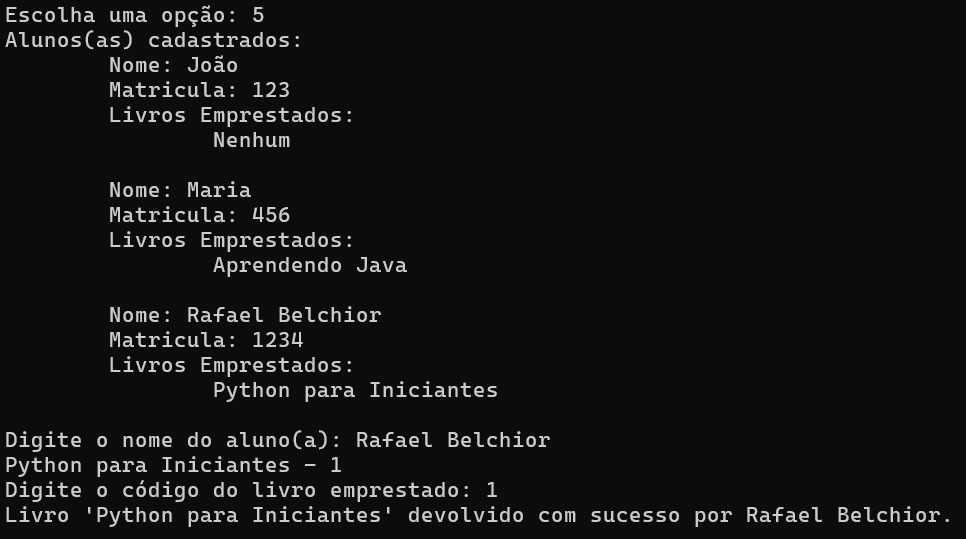 Escolha uma opção: 5
Alunos(as) cadastrados:
Nome: João
Matricula: 123
Livros Emprestados:
Nenhum
Nome: Maria
Matricula: 456
Livros Emprestados:
Aprendendo Java
Nome: Rafael Belchior
Matricula: 1234
Livros Emprestados:
Python para Iniciantes
Digite o nome do aluno(a): Rafael Belchior
Python para Iniciantes - 1
Digite o código do livro emprestado: 1
Livro 'Python para Iniciantes' devolvido com sucesso por Rafael Belchior.